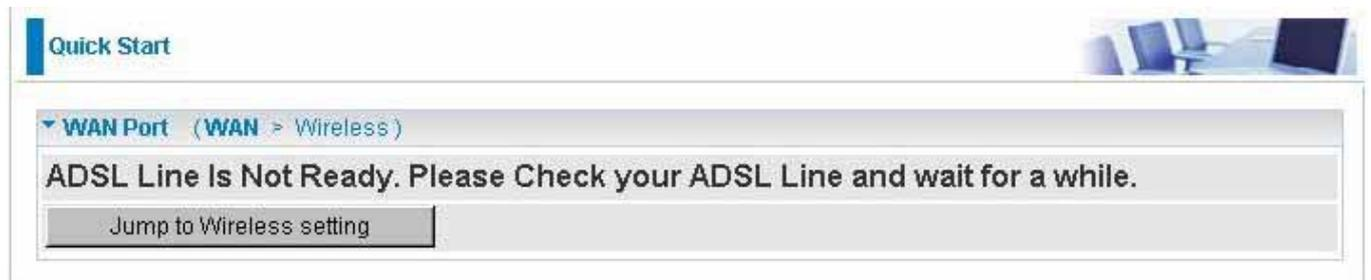 Quick Start
WAN Port (WAN > Wireless)
ADSL Line Is Not Ready. Please Check your ADSL Line and wait for a while.
Jump to Wireless setting